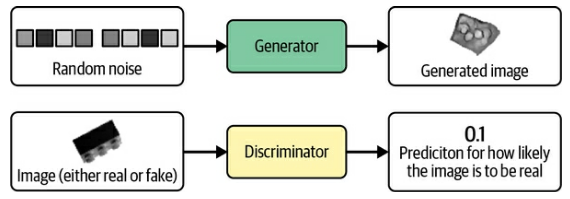 Random noise
Generator
Generated image
Image (either real or fake)
Discriminator
0.1
Prediciton for how likely
the image is to be real